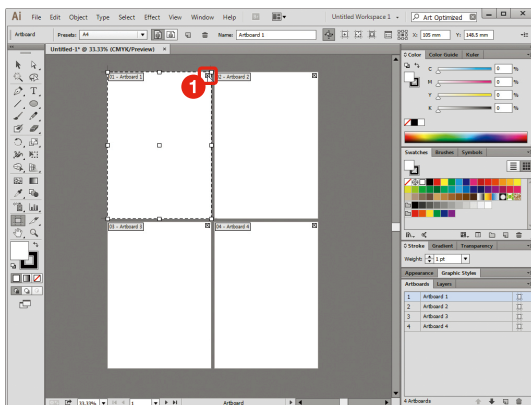 Ai File Edit Object Type Select Effect View Window Help Untitled Workspace 1 Art Optimized
Artboard Presets: A4 Name: Artboard 1 X: 105 mm Y: 148.5 mm
Untitled-1* @ 33.33% (CMYK/Preview) ×
01 - Artboard 1
1
02 - Artboard 2
03 - Artboard 3
04 - Artboard 4
Color Color Guide Kuler
C 0 %
M 0 %
Y 0 %
K 0 %
Swatches Brushes Symbols
Stroke Gradient Transparency
Weight: 1 pt
Appearance Graphic Styles
Artboards Layers
1 Artboard 1
2 Artboard 2
3 Artboard 3
4 Artboard 4
4 Artboards
33.33% 1 Artboard